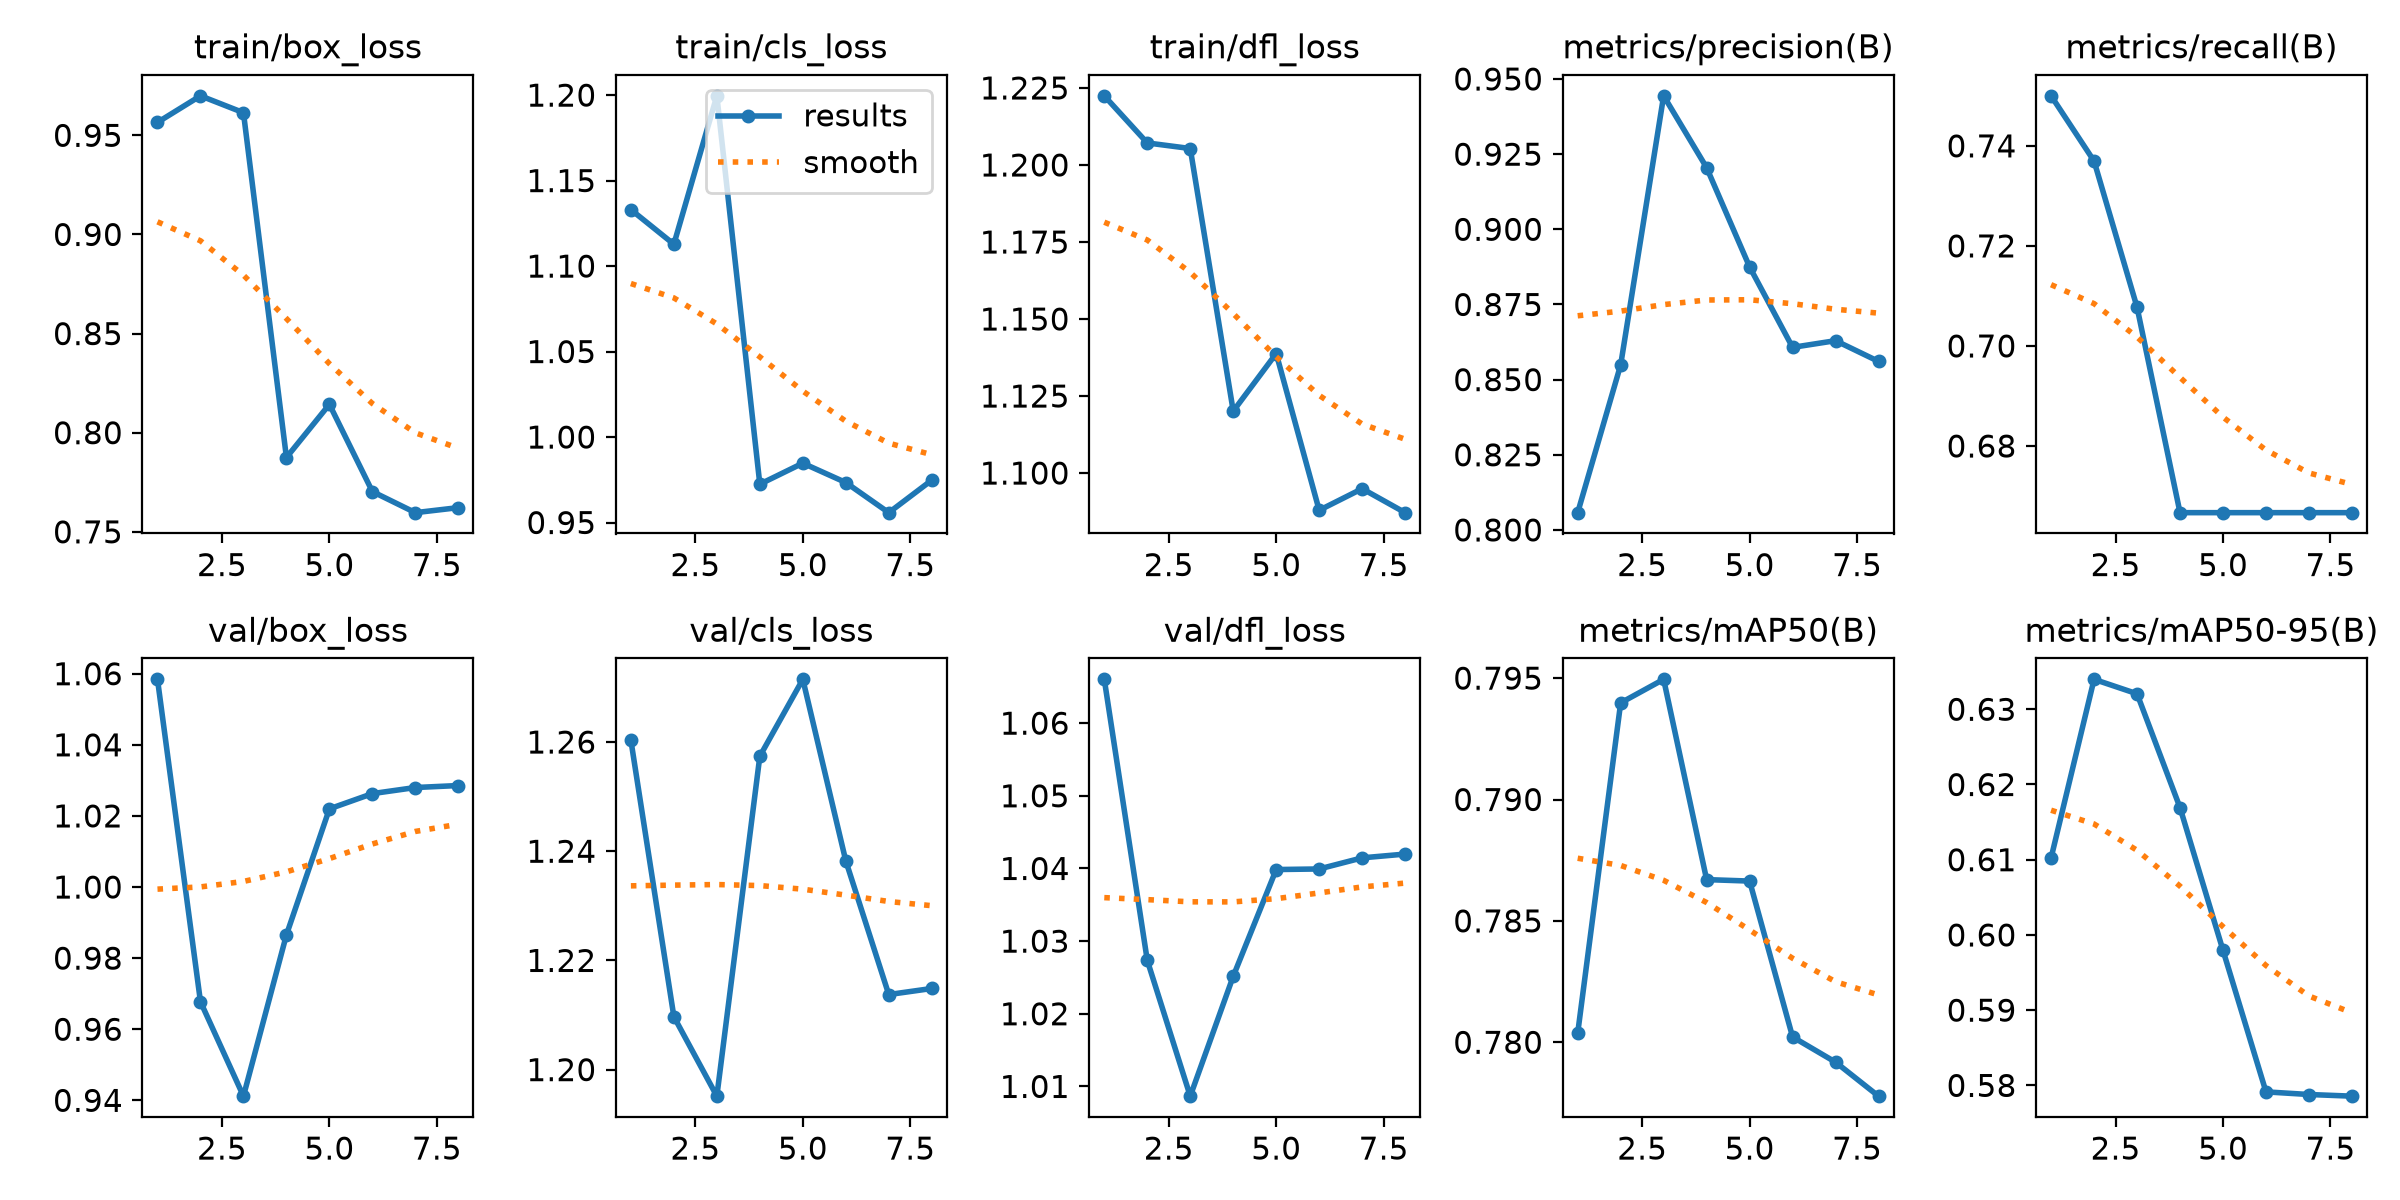 train/box_loss
train/cls_loss
train/dfl_loss
metrics/precision(B)
metrics/recall(B)
0.95
0.90
0.85
0.80
0.75
2.5 5.0 7.5
1.20
1.15
1.10
1.05
1.00
0.95
results
smooth
2.5 5.0 7.5
1.225
1.200
1.175
1.150
1.125
1.100
2.5 5.0 7.5
0.950
0.925
0.900
0.875
0.850
0.825
0.800
2.5 5.0 7.5
0.74
0.72
0.70
0.68
2.5 5.0 7.5
val/box_loss
val/cls_loss
val/dfl_loss
metrics/mAP50(B)
metrics/mAP50-95(B)
1.06
1.04
1.02
1.00
0.98
0.96
0.94
2.5 5.0 7.5
1.26
1.24
1.22
1.20
2.5 5.0 7.5
1.06
1.05
1.04
1.03
1.02
1.01
2.5 5.0 7.5
0.795
0.790
0.785
0.780
2.5 5.0 7.5
0.63
0.62
0.61
0.60
0.59
0.58
2.5 5.0 7.5